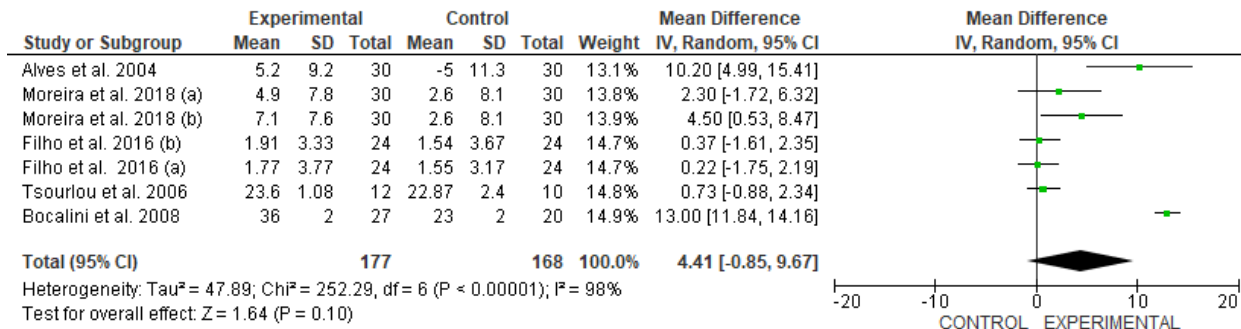 Experimental Control Mean Difference Mean Difference
Study or Subgroup Mean SD Total Mean SD Total Weight IV, Random, 95% CI IV, Random, 95% CI
Alves et al. 2004 5.2 9.2 30 -5 11.3 30 13.1% 10.20 [4.99, 15.41]
Moreira et al. 2018 (a) 4.9 7.8 30 2.6 8.1 30 13.8% 2.30 [-1.72, 6.32]
Moreira et al. 2018 (b) 7.1 7.6 30 2.6 8.1 30 13.9% 4.50 [0.53, 8.47]
Filho et al. 2016 (b) 1.91 3.33 24 1.54 3.67 24 14.7% 0.37 [-1.61, 2.35]
Filho et al. 2016 (a) 1.77 3.77 24 1.55 3.17 24 14.7% 0.22 [-1.75, 2.19]
Tsourlou et al. 2006 23.6 1.08 12 22.87 2.4 10 14.8% 0.73 [-0.88, 2.34]
Bocalini et al. 2008 36 2 27 23 2 20 14.9% 13.00 [11.84, 14.16]
Total (95% CI) 177 168 100.0% 4.41 [-0.85, 9.67]
Heterogeneity: Tau² = 47.89; Chi² = 252.29, df = 6 (P < 0.00001); I² = 98%
Test for overall effect: Z = 1.64 (P = 0.10)
-20 -10 0 10 20
CONTROL EXPERIMENTAL